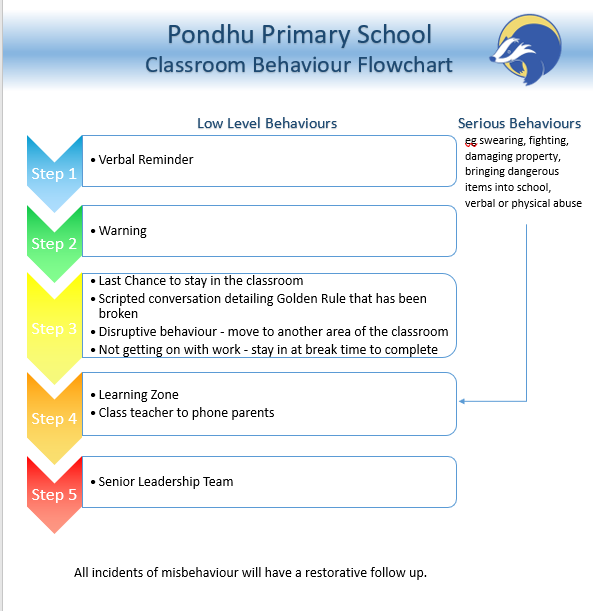 Pondhu Primary School
Classroom Behaviour Flowchart
Low Level Behaviours
Serious Behaviours
eg swearing, fighting,
damaging property,
bringing dangerous
items into school,
verbal or physical abuse
Step 1
• Verbal Reminder
Step 2
• Warning
Step 3
• Last Chance to stay in the classroom
• Scripted conversation detailing Golden Rule that has been
broken
• Disruptive behaviour - move to another area of the classroom
• Not getting on with work - stay in at break time to complete
Step 4
• Learning Zone
• Class teacher to phone parents
Step 5
• Senior Leadership Team
All incidents of misbehaviour will have a restorative follow up.